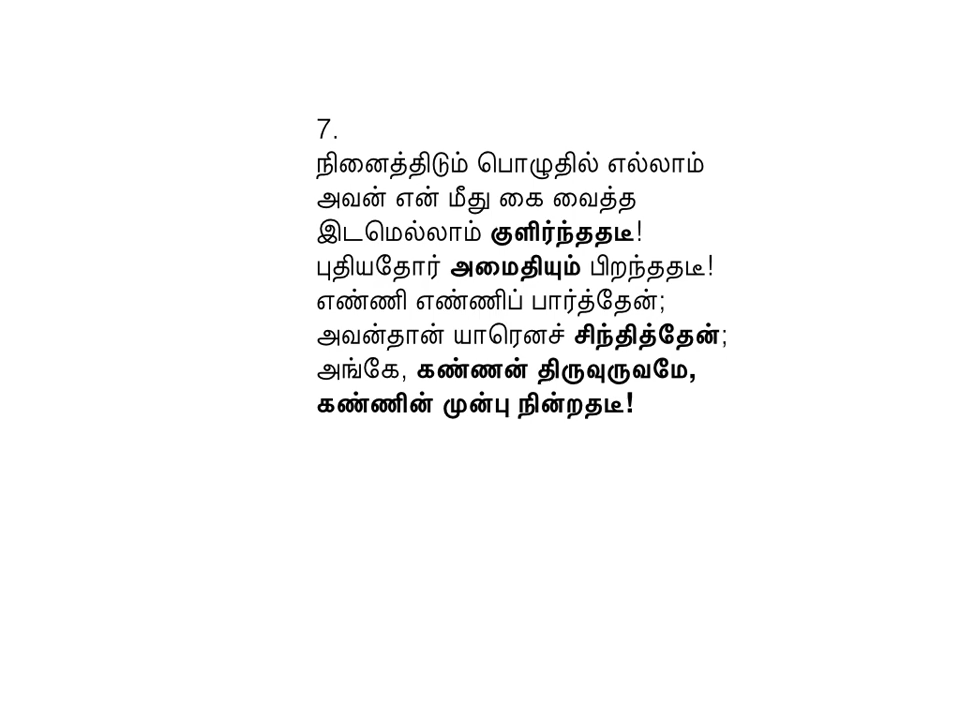 7.
நினைத்திடும் பொழுதில் எல்லாம்
அவன் என் மீது கை வைத்த
இடமெல்லாம் குளிர்ந்ததடீ!
புதியதோர் அமைதியும் பிறந்ததடீ!
எண்ணி எண்ணிப் பார்த்தேன்;
அவன்தான் யாரெனச் சிந்தித்தேன்;
அங்கே, கண்ணன் திருவுருவமே,
கண்ணின் முன்பு நின்றதடீ!